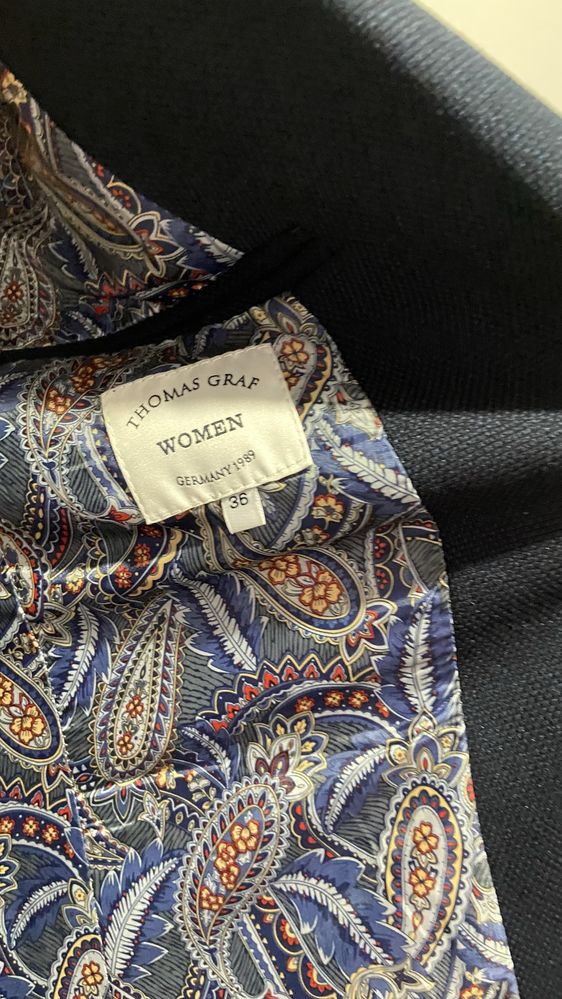 THOMAS GRAF
WOMEN
GERMANY 1989
36